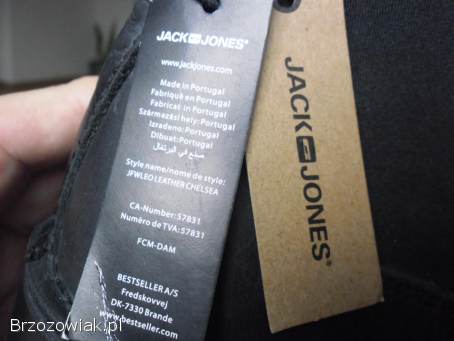 JACK JONES®
www.jackjones.com
Made in Portugal
Fabriqué en Portugal
Fabricat in Portugal
Származási hely: Portugal
Izrađeno: Portugal
Dibuat: Portugal
صنع في البرتغال
Style name/nome de style:
JFWLEO LEATHER CHELSEA
CA-Number: 57831
Numéro de TVA: 57831
FCM-DAM
BESTSELLER A/S
Fredskovvej
DK-7330 Brande
www.bestseller.com
JACK JONES®
Brzozowiak.pl